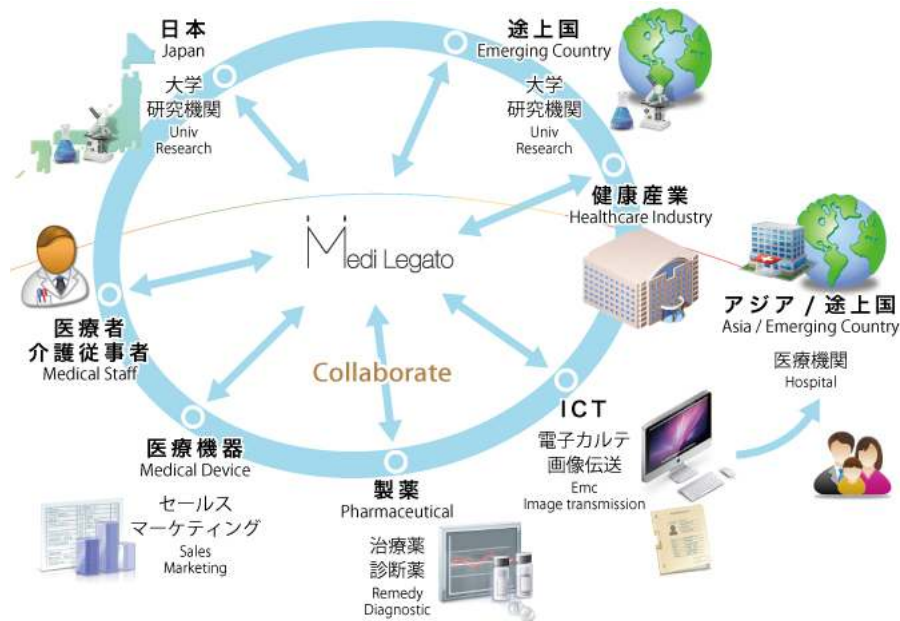 日本
Japan
大学
研究機関
Univ
Research
途上国
Emerging Country
大学
研究機関
Univ
Research
健康産業
Healthcare Industry
Medi Legato
アジア / 途上国
Asia / Emerging Country
医療機関
Hospital
医療者
介護従事者
Medical Staff
Collaborate
医療機器
Medical Device
セールス
マーケティング
Sales
Marketing
製薬
Pharmaceutical
治療薬
診断薬
Remedy
Diagnostic
ICT
電子カルテ
画像伝送
Emc
Image transmission